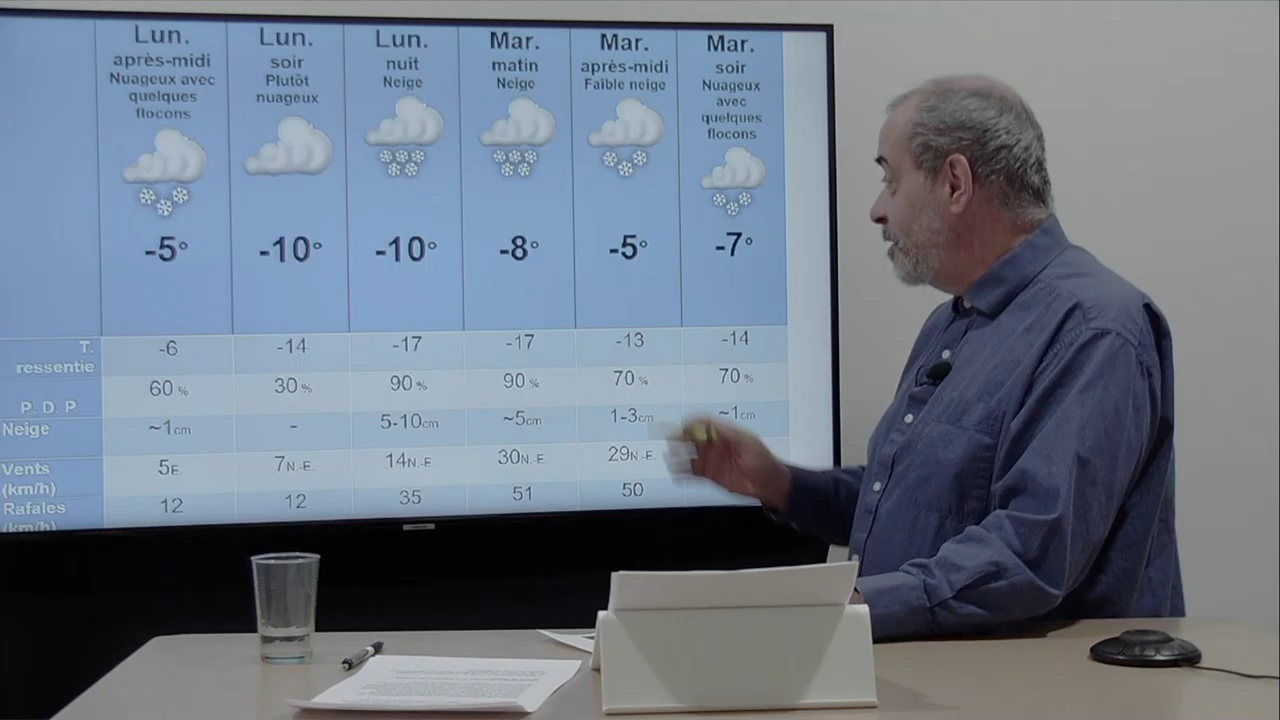 Lun.
après-midi
Nuageux avec
quelques
flocons
-5°
Lun.
soir
Plutôt
nuageux
-10°
Lun.
nuit
Neige
-10°
Mar.
matin
Neige
-8°
Mar.
après-midi
Faible neige
-5°
Mar.
soir
Nuageux
avec
quelques
flocons
-7°
T.
ressentie
-6 -14 -17 -17 -13 -14
P. D. P
60 % 30 % 90 % 90 % 70 % 70 %
Neige ~1cm - 5-10cm ~5cm 1-3cm ~1cm
Vents
(km/h)
5E. 7N.-E. 14N.-E. 30N.-E. 29N.-E.
Rafales
(km/h)
12 12 35 51 50